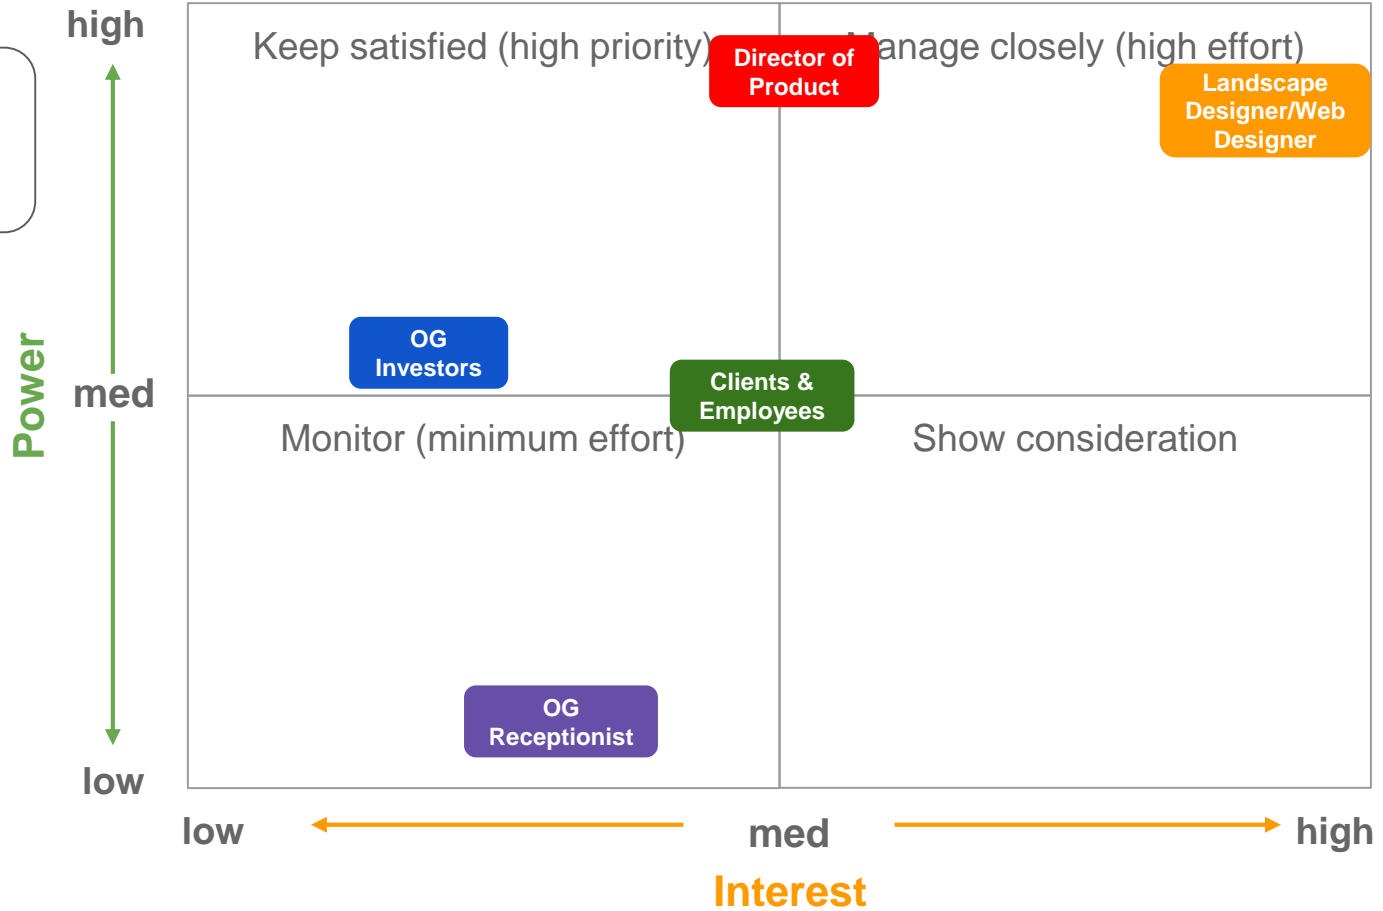 high
Keep satisfied (high priority)
Manage closely (high effort)
Director of
Product
Landscape
Designer/Web
Designer
OG
Investors
Power
med
Clients &
Employees
Monitor (minimum effort)
Show consideration
OG
Receptionist
low
low
med
high
Interest